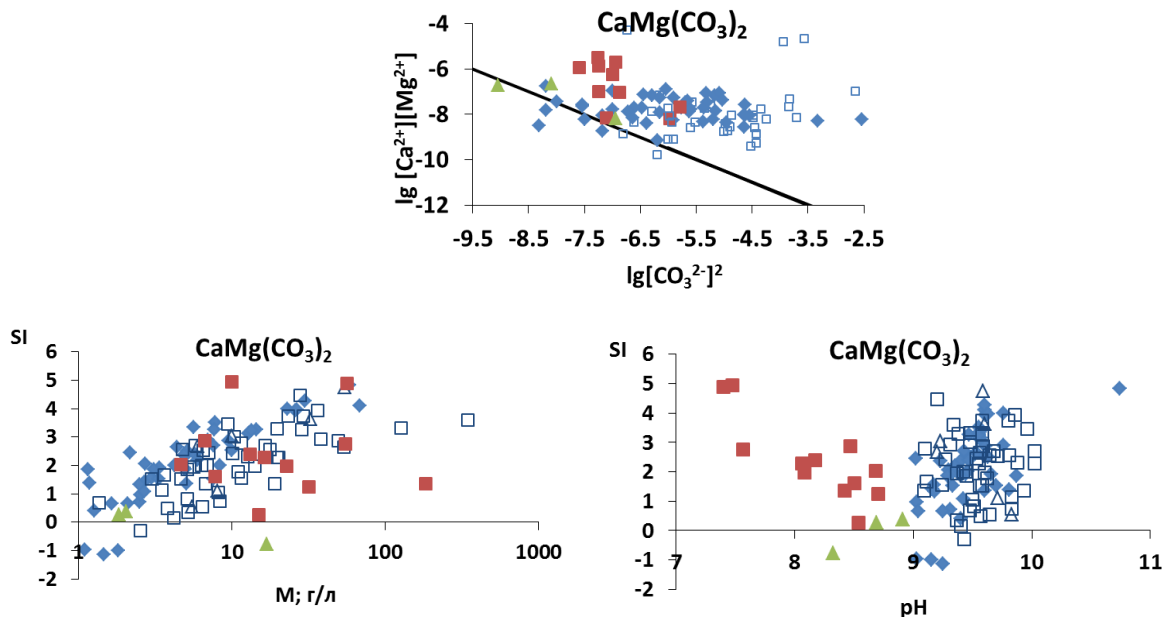 CaMg(CO₃)₂
lg [Ca²⁺][Mg²⁺]
-4
-6
-8
-10
-12
-9.5 -8.5 -7.5 -6.5 -5.5 -4.5 -3.5 -2.5
lg[CO₃²⁻]²
SI
CaMg(CO₃)₂
6
5
4
3
2
1
0
-1
-2
1 10 100 1000
М; г/л
SI
CaMg(CO₃)₂
6
5
4
3
2
1
0
-1
-2
7 8 9 10 11
pH